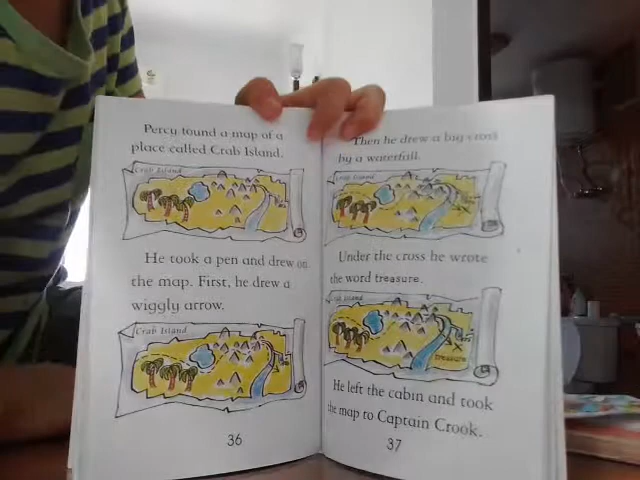 Percy found a map of a
place called Crab Island.
Crab Island
He took a pen and drew on
the map. First, he drew a
wiggly arrow.
Crab Island
36
Then he drew a big cross
by a waterfall.
Crab Island
Under the cross he wrote
the word treasure.
Crab Island
treasure
He left the cabin and took
the map to Captain Crook.
37